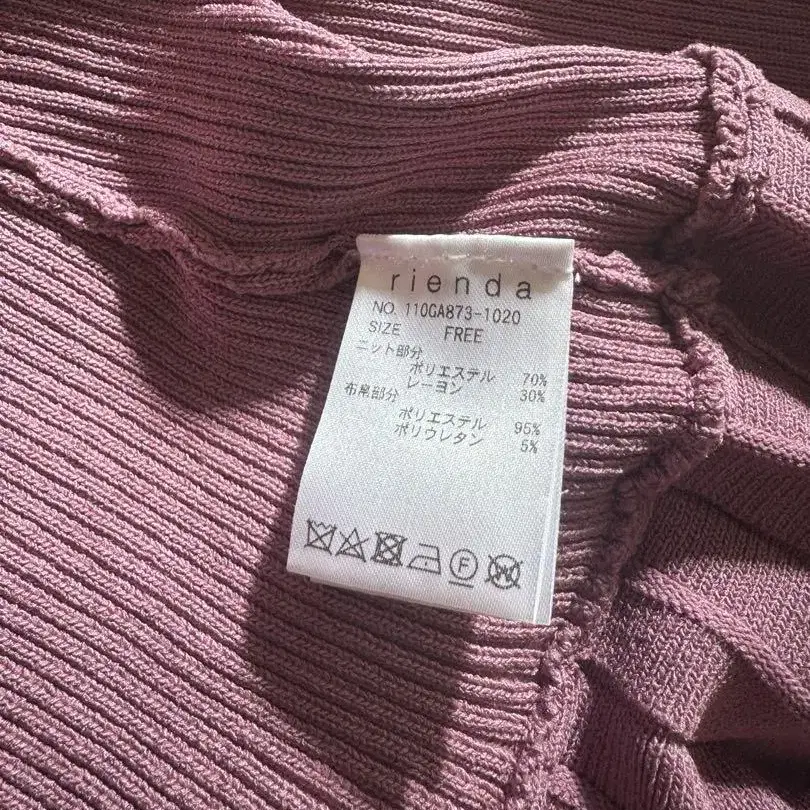 rienda
NO. 110GA873-1020
SIZE FREE
ニット部分
ポリエステル 70%
レーヨン 30%
布帛部分
ポリエステル 95%
ポリウレタン 5%
F W